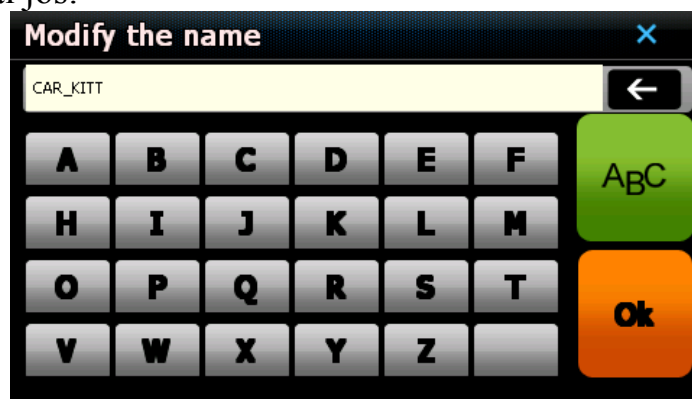 Modify the name ×
CAR_KITT ←
A B C D E F
ABC
H I J K L M
O P Q R S T
Ok
V W X Y Z